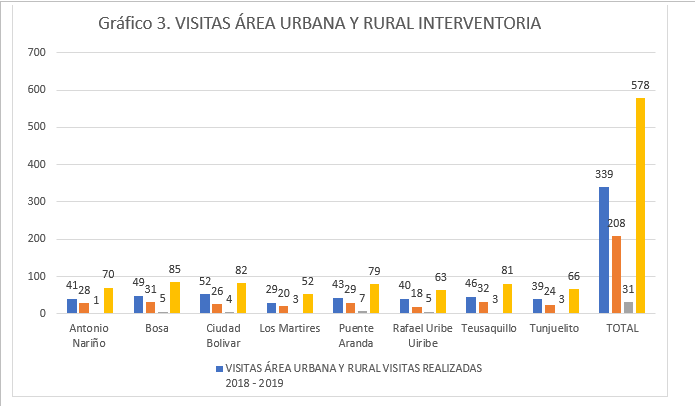 Gráfico 3. VISITAS ÁREA URBANA Y RURAL INTERVENTORIA
700
600
500
400
300
200
100
0
41 28 1 70
49 31 5 85
52 26 4 82
29 20 3 52
43 29 7 79
40 18 5 63
46 32 3 81
39 24 3 66
339 208 31 578
Antonio Nariño
Bosa
Ciudad Bolivar
Los Martires
Puente Aranda
Rafael Uribe Uiribe
Teusaquillo
Tunjuelito
TOTAL
VISITAS ÁREA URBANA Y RURAL VISITAS REALIZADAS
2018 - 2019